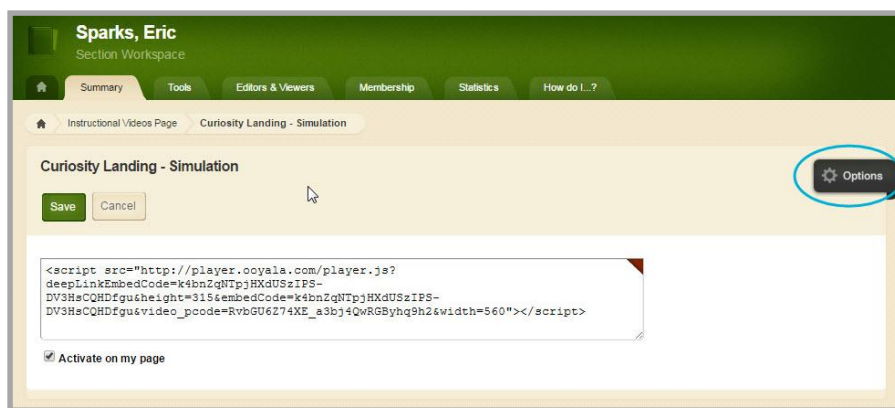 Sparks, Eric
Section Workspace
Summary Tools Editors & Viewers Membership Statistics How do I...?
Instructional Videos Page Curiosity Landing - Simulation
Curiosity Landing - Simulation
Options
Save Cancel
<script src="http://player.ooyala.com/player.js?
deepLinkEmbedCode=k4bnZqNTpjHXdUSzIPS-
DV3HsCQHDfgu&height=315&embedCode=k4bnZqNTpjHXdUSzIPS-
DV3HsCQHDfgu&video_pcode=RvbGU6Z74XE_a3bj4QwRGByhq9h2&width=560"></script>
Activate on my page